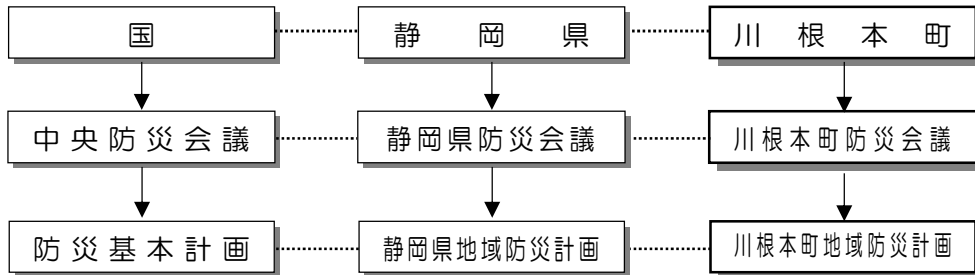 国 静岡県 川根本町
中央防災会議 静岡県防災会議 川根本町防災会議
防災基本計画 静岡県地域防災計画 川根本町地域防災計画